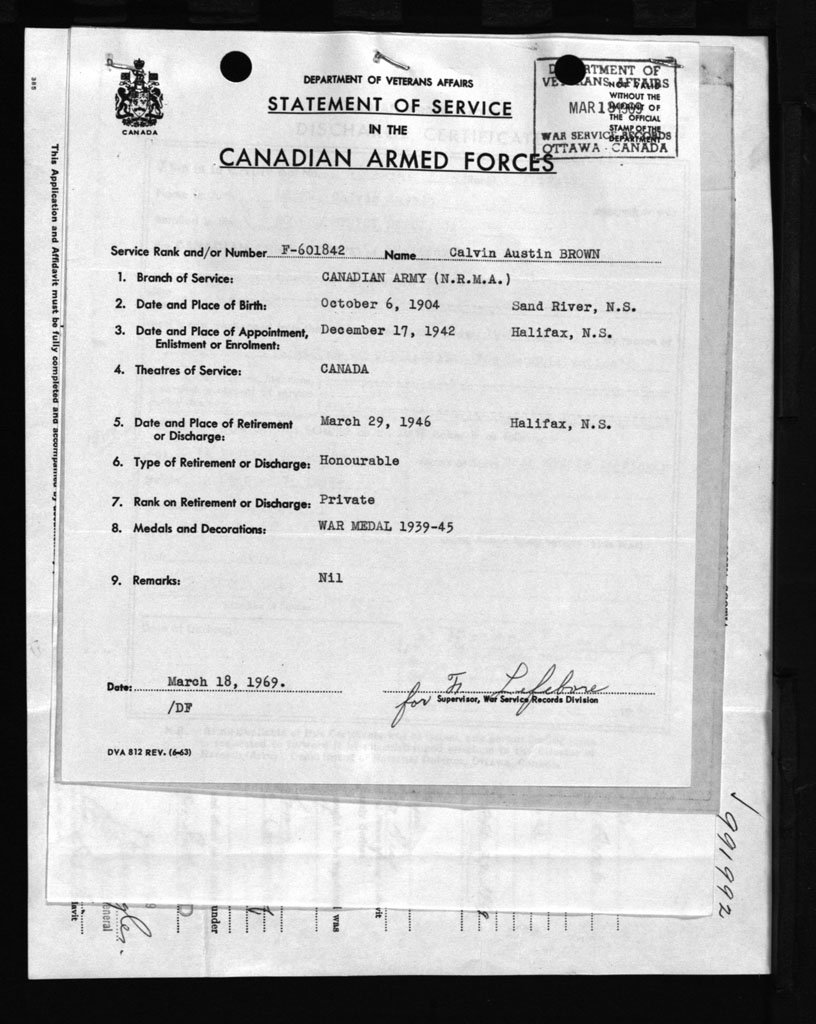 CANADA
DEPARTMENT OF VETERANS AFFAIRS
STATEMENT OF SERVICE
IN THE
CANADIAN ARMED FORCES
DEPARTMENT OF
VETERANS AFFAIRS
MAR 18 1969
WAR SERVICE RECORDS
OTTAWA - CANADA
NOT VALID
WITHOUT THE
OF
THE OFFICIAL
STAMP OF THE
DEPARTMENT
Service Rank and/or Number F-601842 Name Calvin Austin BROWN
1. Branch of Service: CANADIAN ARMY (N.R.M.A.)
2. Date and Place of Birth: October 6, 1904 Sand River, N.S.
3. Date and Place of Appointment, December 17, 1942 Halifax, N.S.
Enlistment or Enrolment:
4. Theatres of Service: CANADA
5. Date and Place of Retirement March 29, 1946 Halifax, N.S.
or Discharge:
6. Type of Retirement or Discharge: Honourable
7. Rank on Retirement or Discharge: Private
8. Medals and Decorations: WAR MEDAL 1939-45
9. Remarks: Nil
Date: March 18, 1969.
for F. Lefebvre
Supervisor, War Service Records Division
/DF
DVA 812 REV. (6-63)
This Application and Affidavit must be fully completed and accompanied by
1991992
under
was